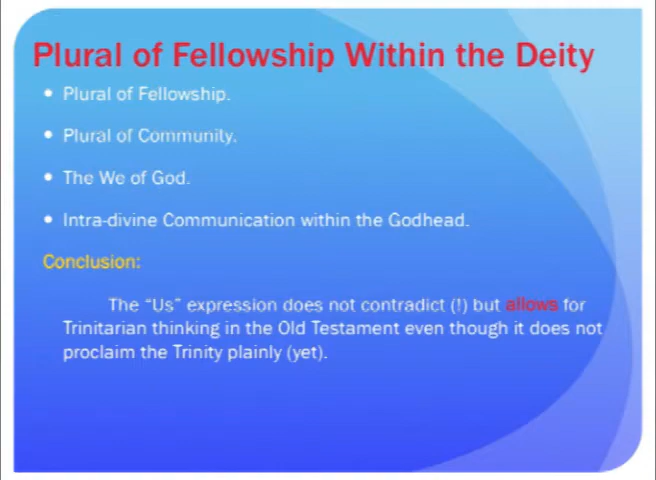 Plural of Fellowship Within the Deity
• Plural of Fellowship.
• Plural of Community.
• The We of God.
• Intra-divine Communication within the Godhead.
Conclusion:
The “Us” expression does not contradict (!) but allows for
Trinitarian thinking in the Old Testament even though it does not
proclaim the Trinity plainly (yet).